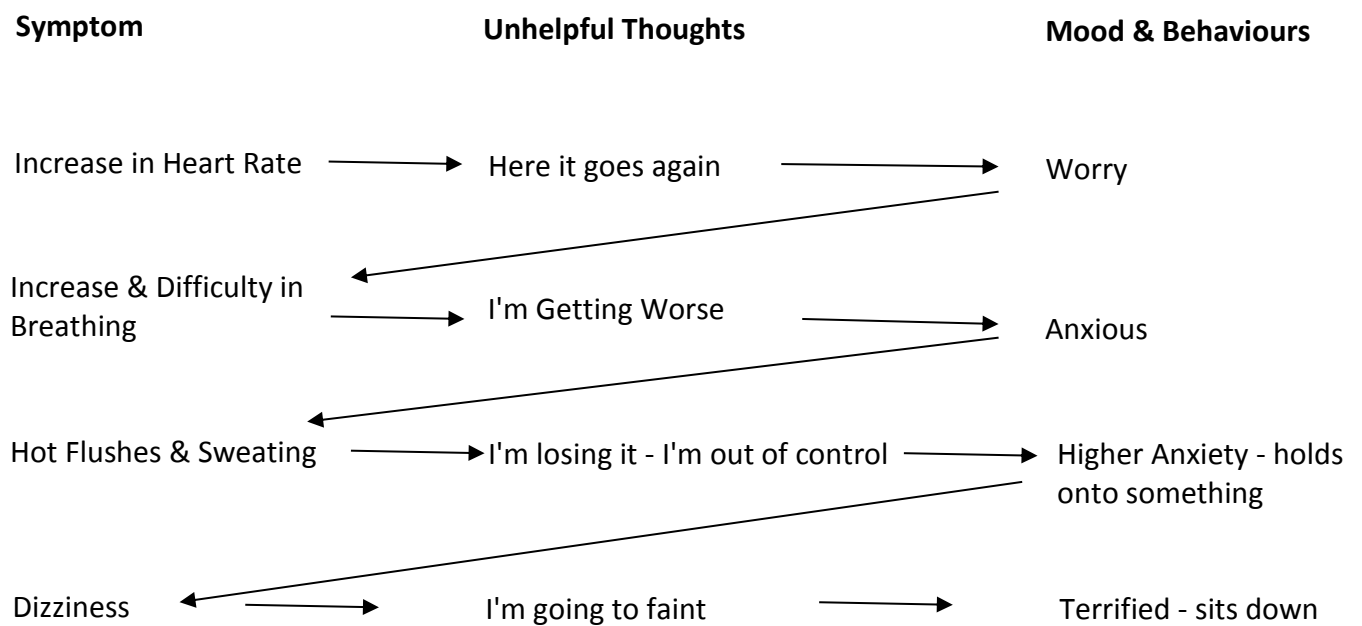 Symptom
Unhelpful Thoughts
Mood & Behaviours
Increase in Heart Rate
Here it goes again
Worry
Increase & Difficulty in
Breathing
I'm Getting Worse
Anxious
Hot Flushes & Sweating
I'm losing it - I'm out of control
Higher Anxiety - holds
onto something
Dizziness
I'm going to faint
Terrified - sits down